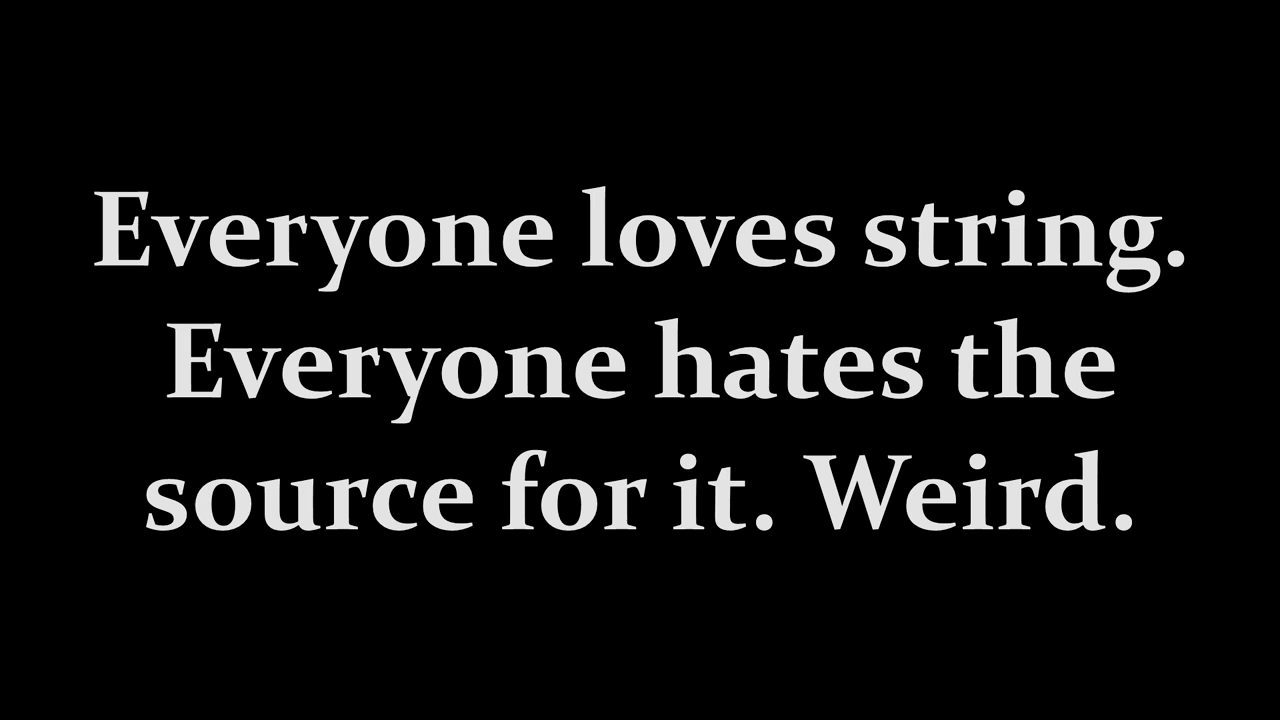 Everyone loves string.
Everyone hates the
source for it. Weird.